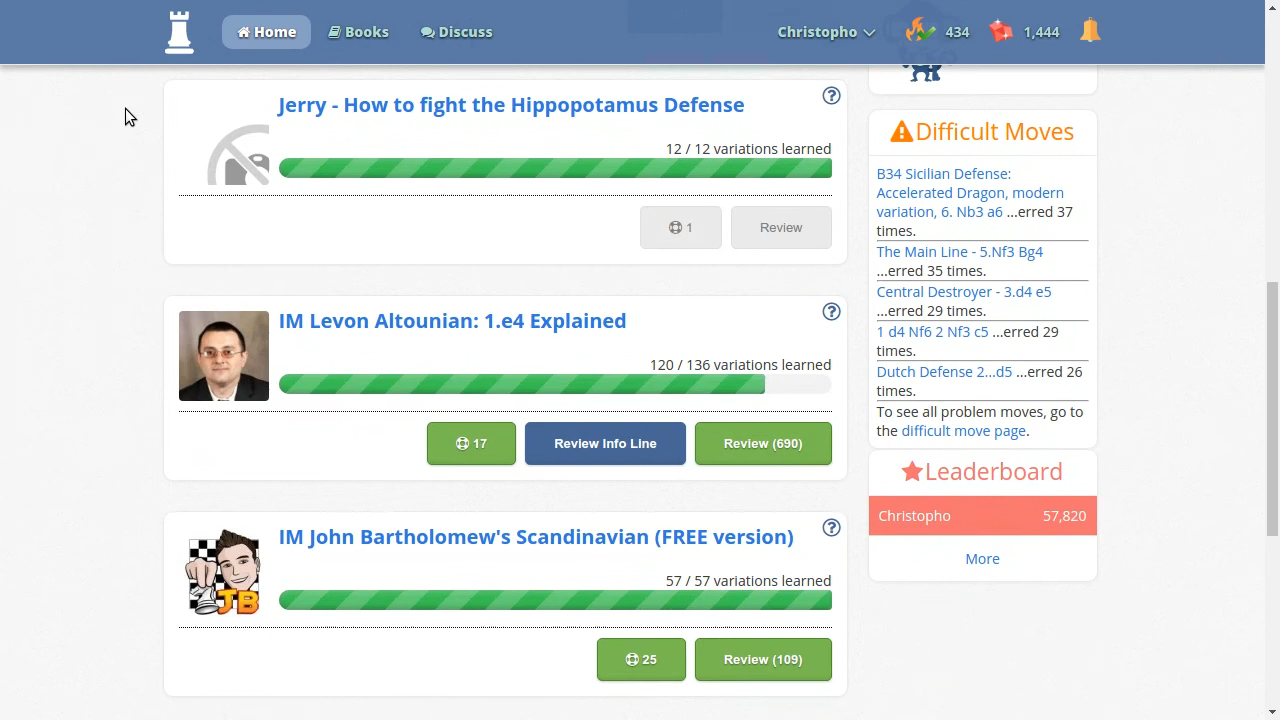 Home
Books
Discuss
Christopho
434
1,444
Jerry - How to fight the Hippopotamus Defense
12 / 12 variations learned
1
Review
IM Levon Altounian: 1.e4 Explained
120 / 136 variations learned
17
Review Info Line
Review (690)
IM John Bartholomew's Scandinavian (FREE version)
JB
57 / 57 variations learned
25
Review (109)
Difficult Moves
B34 Sicilian Defense:
Accelerated Dragon, modern
variation, 6. Nb3 a6 ...erred 37
times.
The Main Line - 5.Nf3 Bg4
...erred 35 times.
Central Destroyer - 3.d4 e5
...erred 29 times.
1 d4 Nf6 2 Nf3 c5 ...erred 29
times.
Dutch Defense 2...d5 ...erred 26
times.
To see all problem moves, go to
the difficult move page.
Leaderboard
Christopho 57,820
More